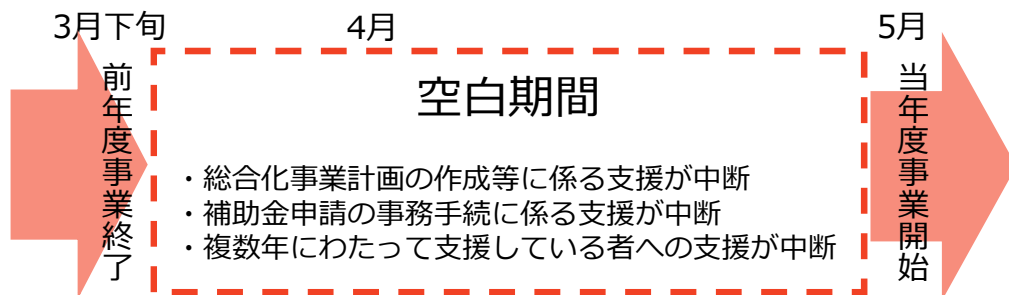 3月下旬
4月
5月
前年度事業終了
空白期間
・総合化事業計画の作成等に係る支援が中断
・補助金申請の事務手続に係る支援が中断
・複数年にわたって支援している者への支援が中断
当年度事業開始